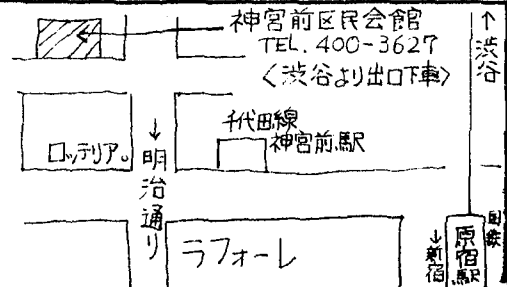 神宮前区民会館
TEL.400-3627
〈渋谷より出口下車〉
↑渋谷
千代田線
神宮前駅
ロッテリア
↓明治通り
ラフォーレ
国鉄
原宿駅
↓新宿